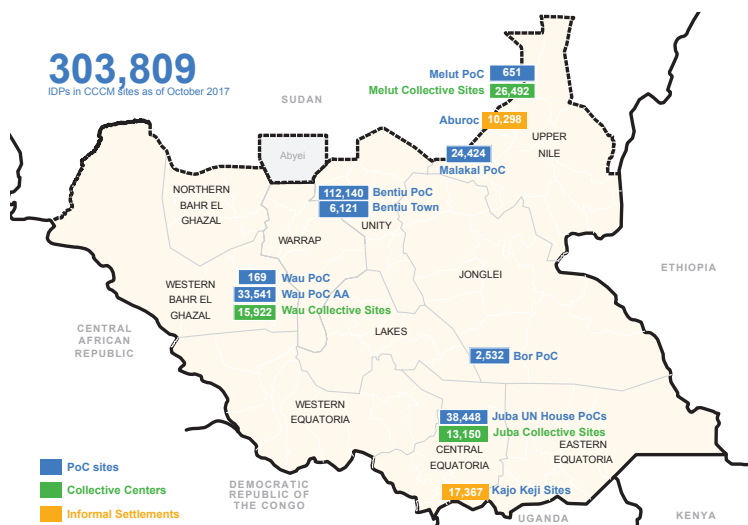 303,809
IDPs in CCCM sites as of October 2017
SUDAN
Melut PoC 651
Melut Collective Sites 26,492
Aburoc 10,298
UPPER
NILE
24,424
Malakal PoC
Abyei
NORTHERN
BAHR EL
GHAZAL
112,140 Bentiu PoC
6,121 Bentiu Town
UNITY
WARRAP
JONGLEI
ETHIOPIA
WESTERN
BAHR EL
GHAZAL
169 Wau PoC
33,541 Wau PoC AA
15,922 Wau Collective Sites
CENTRAL
AFRICAN
REPUBLIC
LAKES
2,532 Bor PoC
WESTERN
EQUATORIA
38,448 Juba UN House PoCs
13,150 Juba Collective Sites
CENTRAL
EQUATORIA
EASTERN
EQUATORIA
17,367 Kajo Keji Sites
PoC sites
Collective Centers
Informal Settlements
DEMOCRATIC
REPUBLIC OF
THE CONGO
UGANDA
KENYA